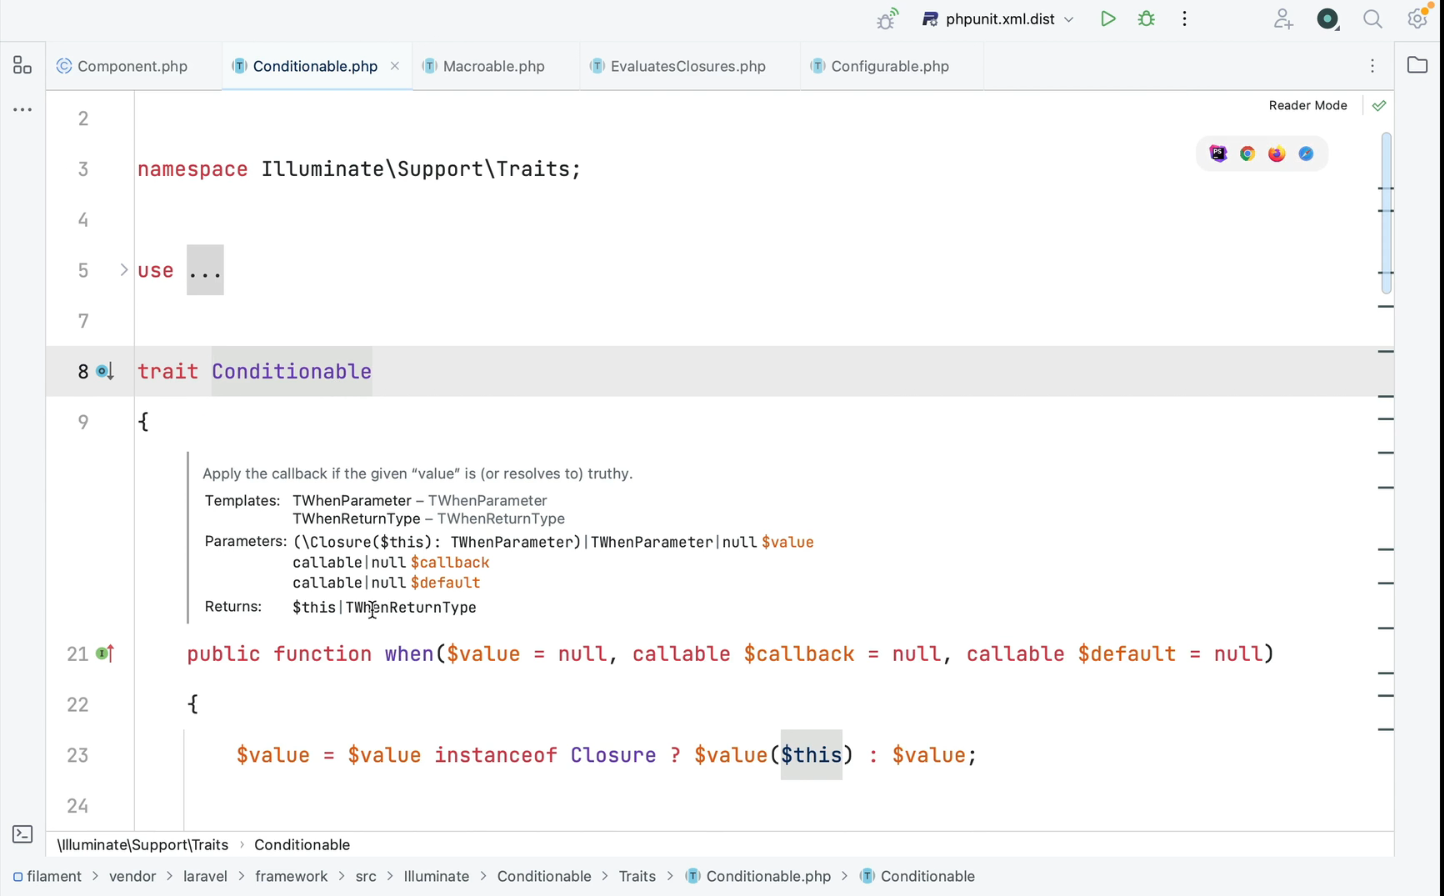 phpunit.xml.dist
Component.php
Conditionable.php
Macroable.php
EvaluatesClosures.php
Configurable.php
Reader Mode
2
3 namespace Illuminate\Support\Traits;
4
5 use ...
7
8 trait Conditionable
9 {
Apply the callback if the given “value” is (or resolves to) truthy.
Templates: TWhenParameter – TWhenParameter
TWhenReturnType – TWhenReturnType
Parameters: (\Closure($this): TWhenParameter)|TWhenParameter|null $value
callable|null $callback
callable|null $default
Returns: $this|TWhenReturnType
21 public function when($value = null, callable $callback = null, callable $default = null)
22 {
23 $value = $value instanceof Closure ? $value($this) : $value;
24
\Illuminate\Support\Traits › Conditionable
filament > vendor > laravel > framework > src > Illuminate > Conditionable > Traits > Conditionable.php > Conditionable